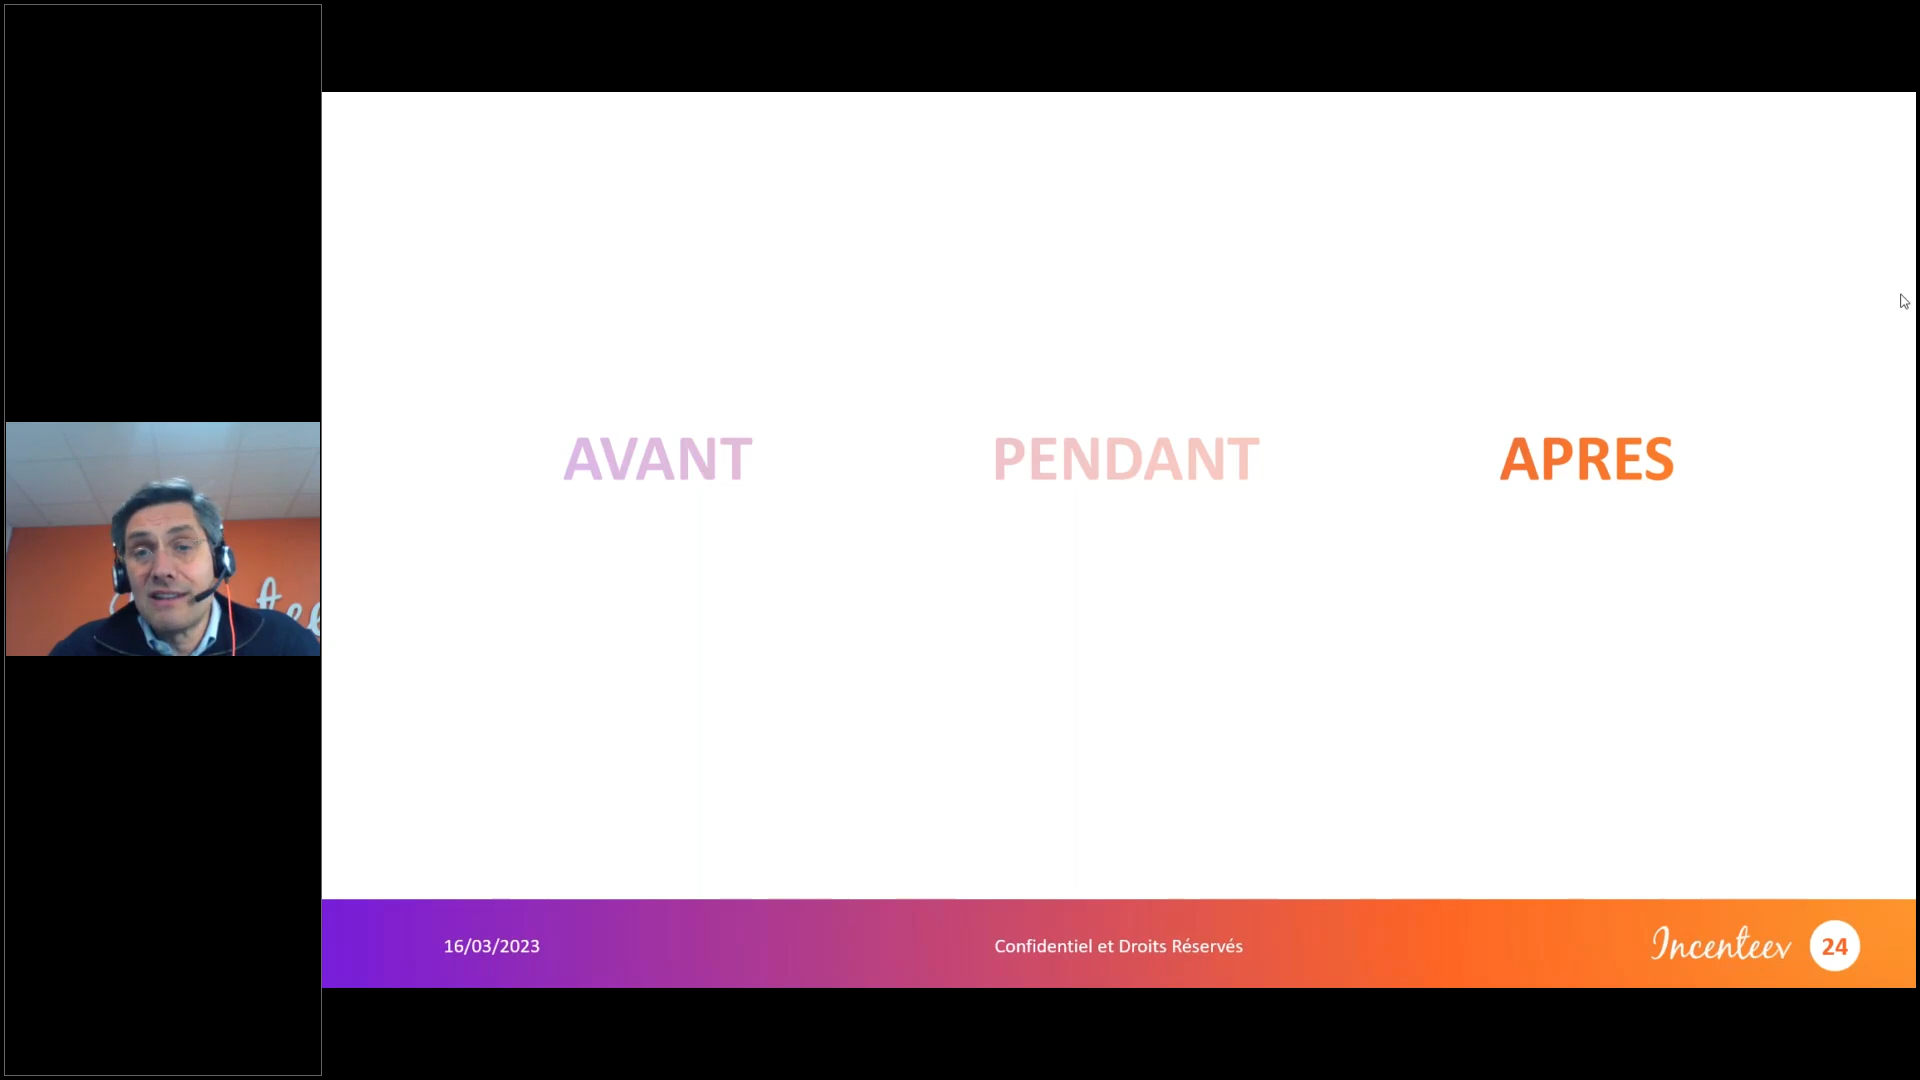 AVANT PENDANT APRES
16/03/2023 Confidentiel et Droits Réservés Incenteev 24